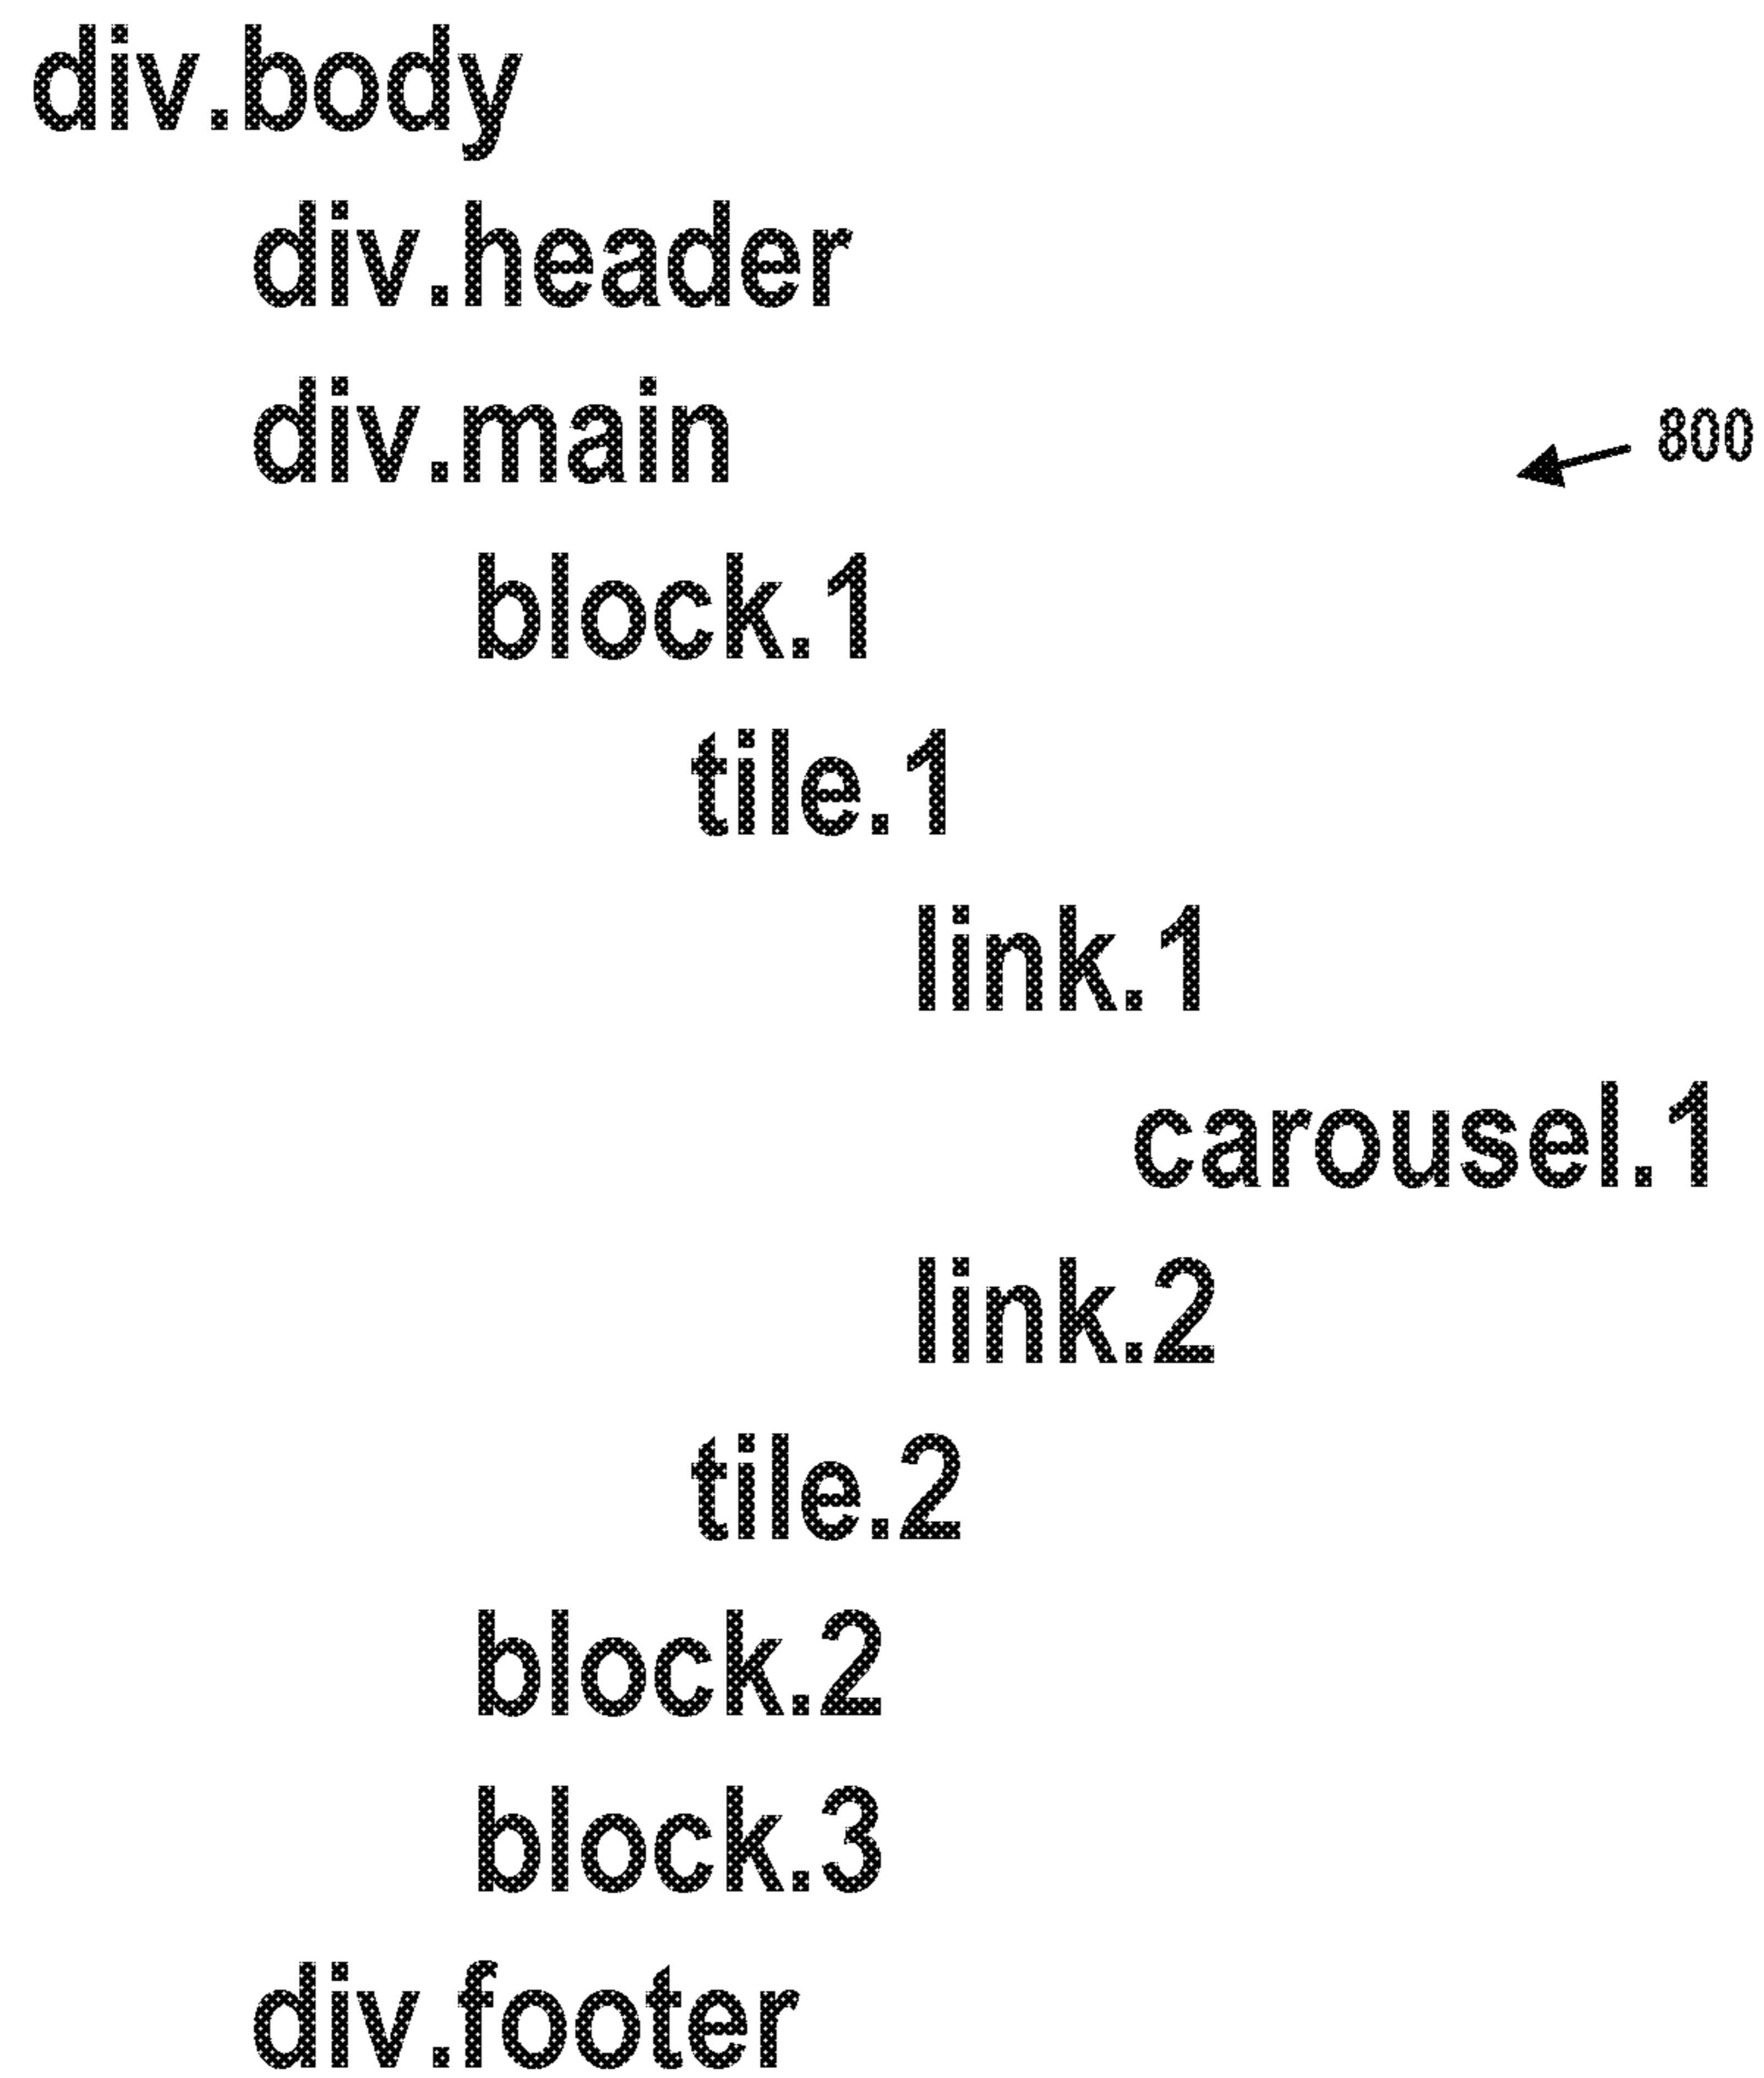 div.body
div.header
div.main
800
block.1
tile.1
link.1
carousel.1
link.2
tile.2
block.2
block.3
div.footer